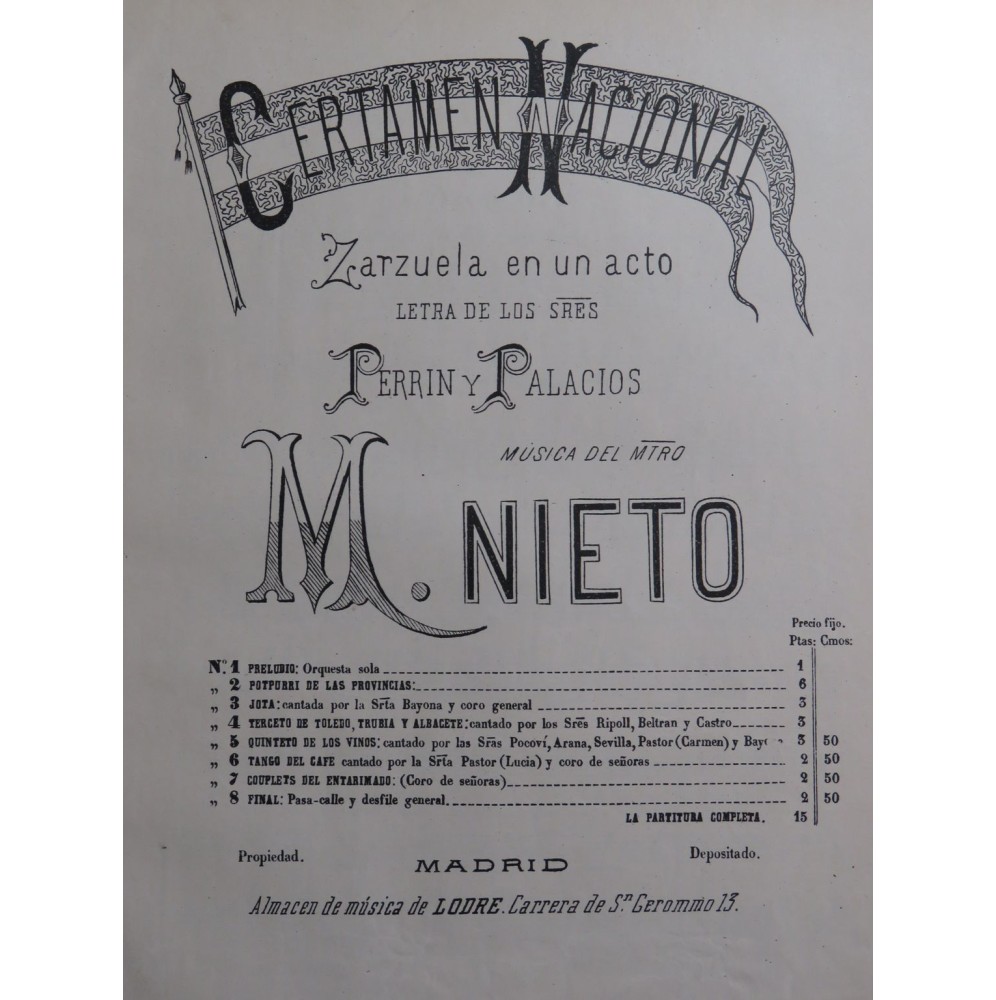 CERTAMEN NACIONAL
Zarzuela en un acto
LETRA DE LOS SRES
PERRIN Y PALACIOS
MÚSICA DEL MTRO
M. NIETO
Precio fijo.
Ptas: Cmos:
No. 1 PRELUDIO: Orquesta sola 1
„ 2 POTPURRI DE LAS PROVINCIAS: 6
„ 3 JOTA: cantada por la Srta Bayona y coro general 3
„ 4 TERCETO DE TOLEDO, TRUBIA Y ALBACETE: cantado por los Sres Ripoll, Beltran y Castro 3
„ 5 QUINTETO DE LOS VINOS: cantado por las Sras Pocoví, Arana, Sevilla, Pastor (Carmen) y 3 50
„ 6 TANGO DEL CAFE cantado por la Srta Pastor (Lucia) y coro de señoras 2 50
„ 7 COUPLETS DEL ENTARIMADO: (Coro de señoras) 2 50
„ 8 FINAL: Pasa-calle y desfile general. 2 50
LA PARTITURA COMPLETA. 15
Propiedad. MADRID Depositado.
Almacen de música de LODRE. Carrera de Sn Gerommo 13.